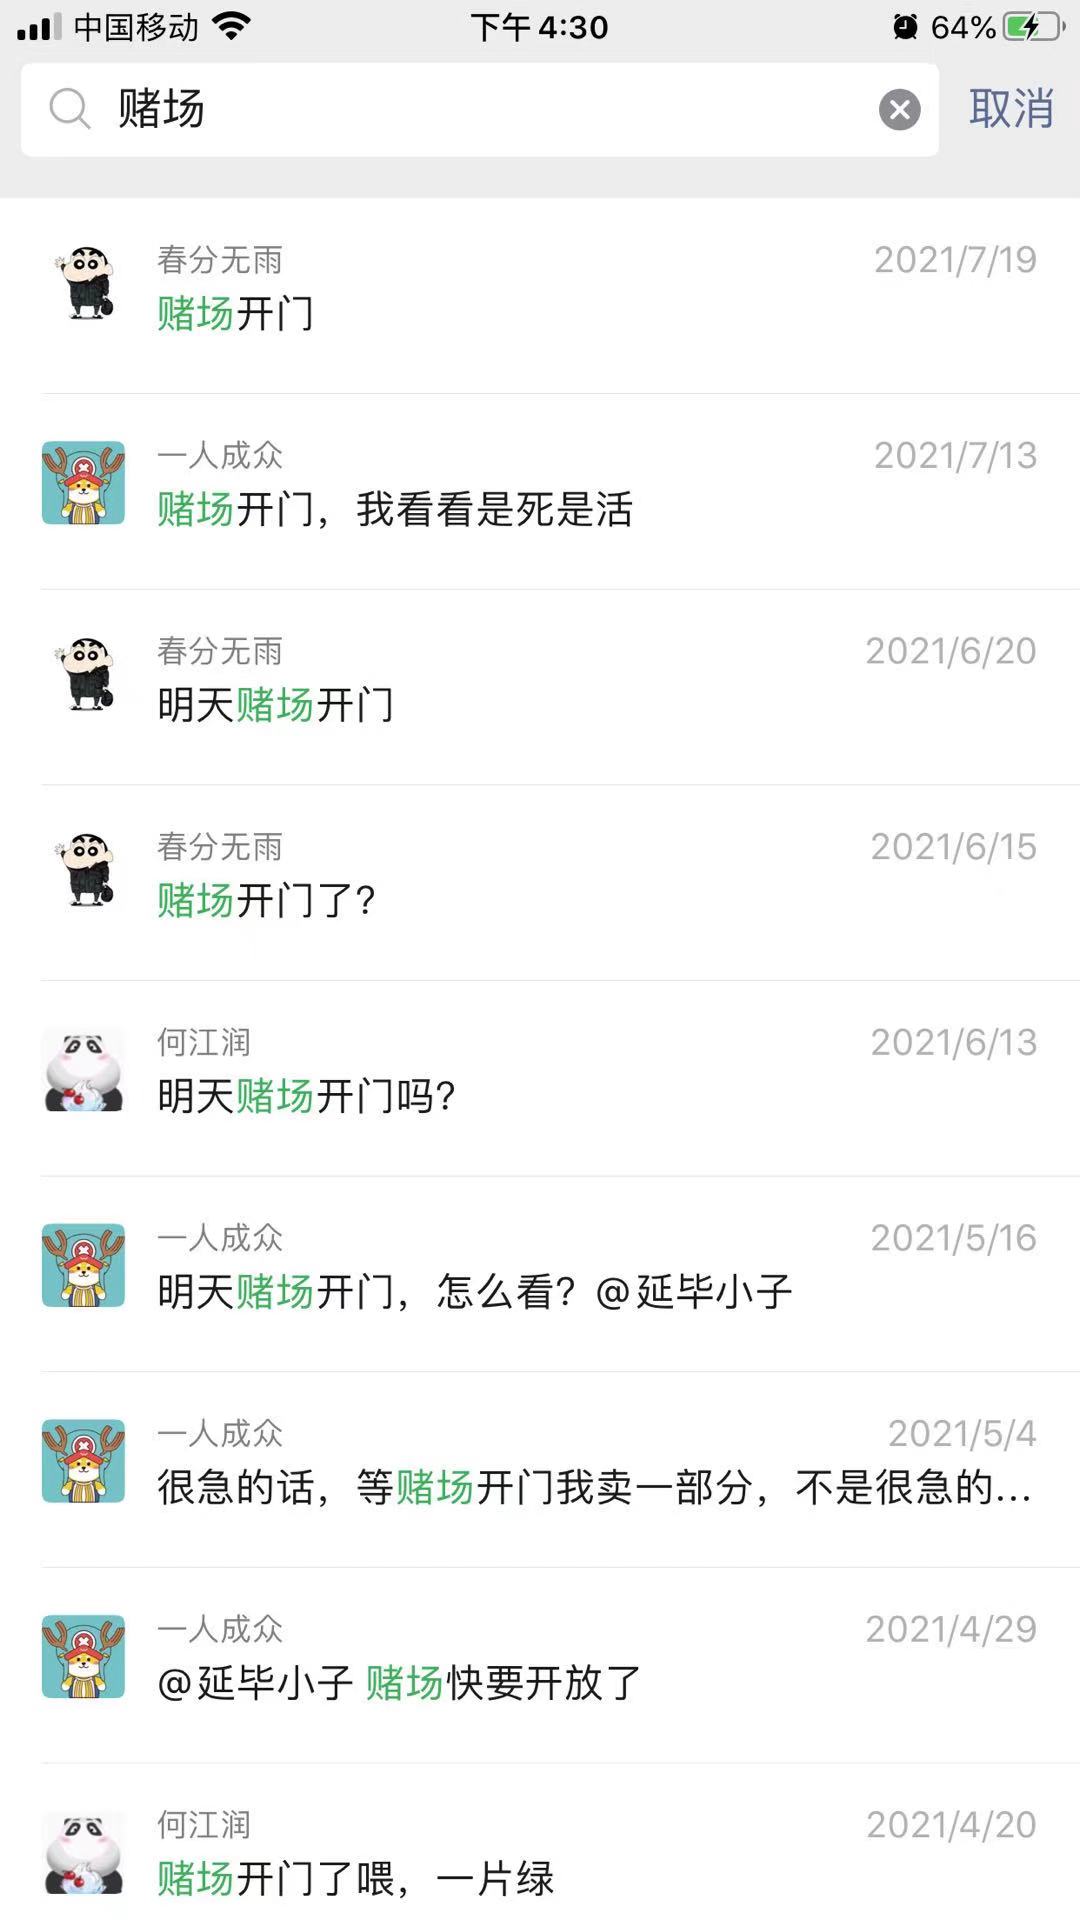 中国移动 下午4:30 64%
赌场 取消
春分无雨 2021/7/19
赌场开门
一人成众 2021/7/13
赌场开门，我看看是死是活
春分无雨 2021/6/20
明天赌场开门
春分无雨 2021/6/15
赌场开门了?
何江润 2021/6/13
明天赌场开门吗?
一人成众 2021/5/16
明天赌场开门，怎么看？@延毕小子
一人成众 2021/5/4
很急的话，等赌场开门我卖一部分，不是很急的...
一人成众 2021/4/29
@延毕小子 赌场快要开放了
何江润 2021/4/20
赌场开门了喂，一片绿